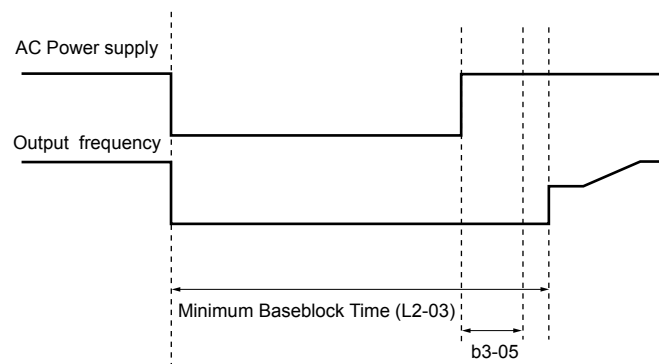 AC Power supply
Output frequency
Minimum Baseblock Time (L2-03)
b3-05